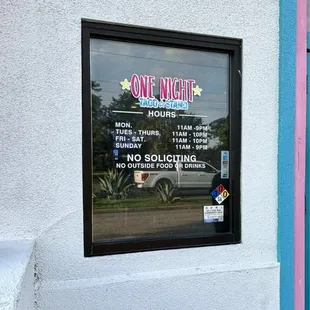 ONE NIGHT
TACO STAND
HOURS
MON. 11AM - 9PM
TUES - THURS. 11AM - 10PM
FRI - SAT. 11AM - 10PM
SUNDAY 11AM - 9PM
NO SOLICITING
NO OUTSIDE FOOD OR DRINKS